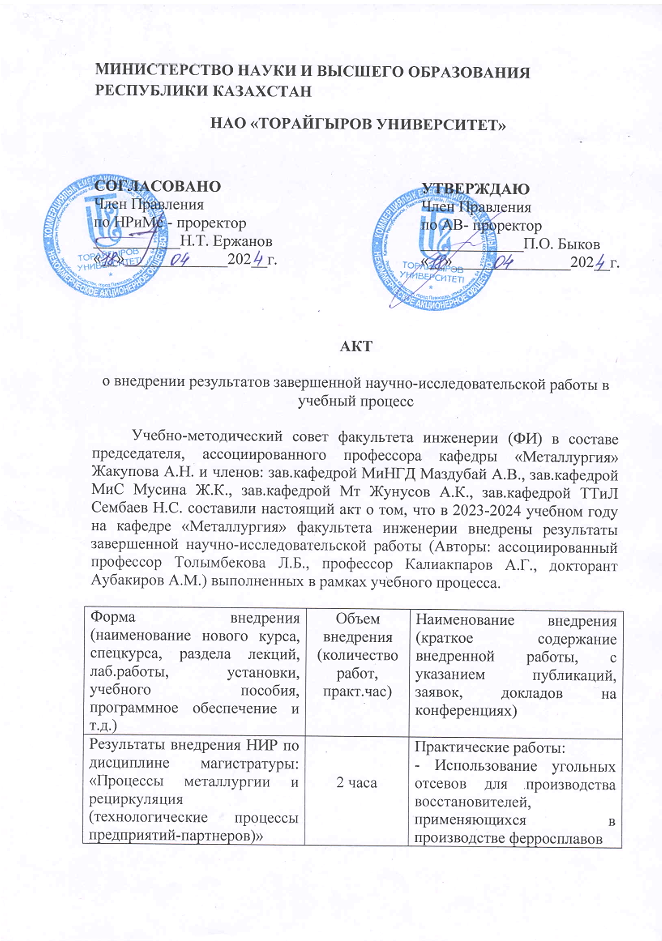 МИНИСТЕРСТВО НАУКИ И ВЫСШЕГО ОБРАЗОВАНИЯ
РЕСПУБЛИКИ КАЗАХСТАН
НАО «ТОРАЙГЫРОВ УНИВЕРСИТЕТ»
СОГЛАСОВАНО
Член Правления
по НРиМс - проректор
____________Н.Т. Ержанов
«» 04 2024 г.
УТВЕРЖДАЮ
Член Правления
по АВ- проректор
______________П.О. Быков
«» 04 2024 г.
ТОРАЙҒЫРОВ
УНИВЕРСИТЕТІ
АКТ
о внедрении результатов завершенной научно-исследовательской работы в
учебный процесс
Учебно-методический совет факультета инженерии (ФИ) в составе
председателя, ассоциированного профессора кафедры «Металлургия»
Жакупова А.Н. и членов: зав.кафедрой МиНГД Маздубай А.В., зав.кафедрой
МиС Мусина Ж.К., зав.кафедрой Мт Жунусов А.К., зав.кафедрой ТТиЛ
Сембаев Н.С. составили настоящий акт о том, что в 2023-2024 учебном году
на кафедре «Металлургия» факультета инженерии внедрены результаты
завершенной научно-исследовательской работы (Авторы: ассоциированный
профессор Толымбекова Л.Б., профессор Калиакпаров А.Г., докторант
Аубакиров А.М.) выполненных в рамках учебного процесса.
Форма внедрения
(наименование нового курса,
спецкурса, раздела лекций,
лаб.работы, установки,
учебного пособия,
программное обеспечение и
т.д.)
Объем
внедрения
(количество
работ,
практ.час)
Наименование внедрения
(краткое содержание
внедренной работы, с
указанием публикаций,
заявок, докладов на
конференциях)
Результаты внедрения НИР по
дисциплине магистратуры:
«Процессы металлургии и
рециркуляция
(технологические процессы
предприятий-партнеров)»
2 часа
Практические работы:
- Использование угольных
отсевов для производства
восстановителей,
применяющихся в
производстве ферросплавов